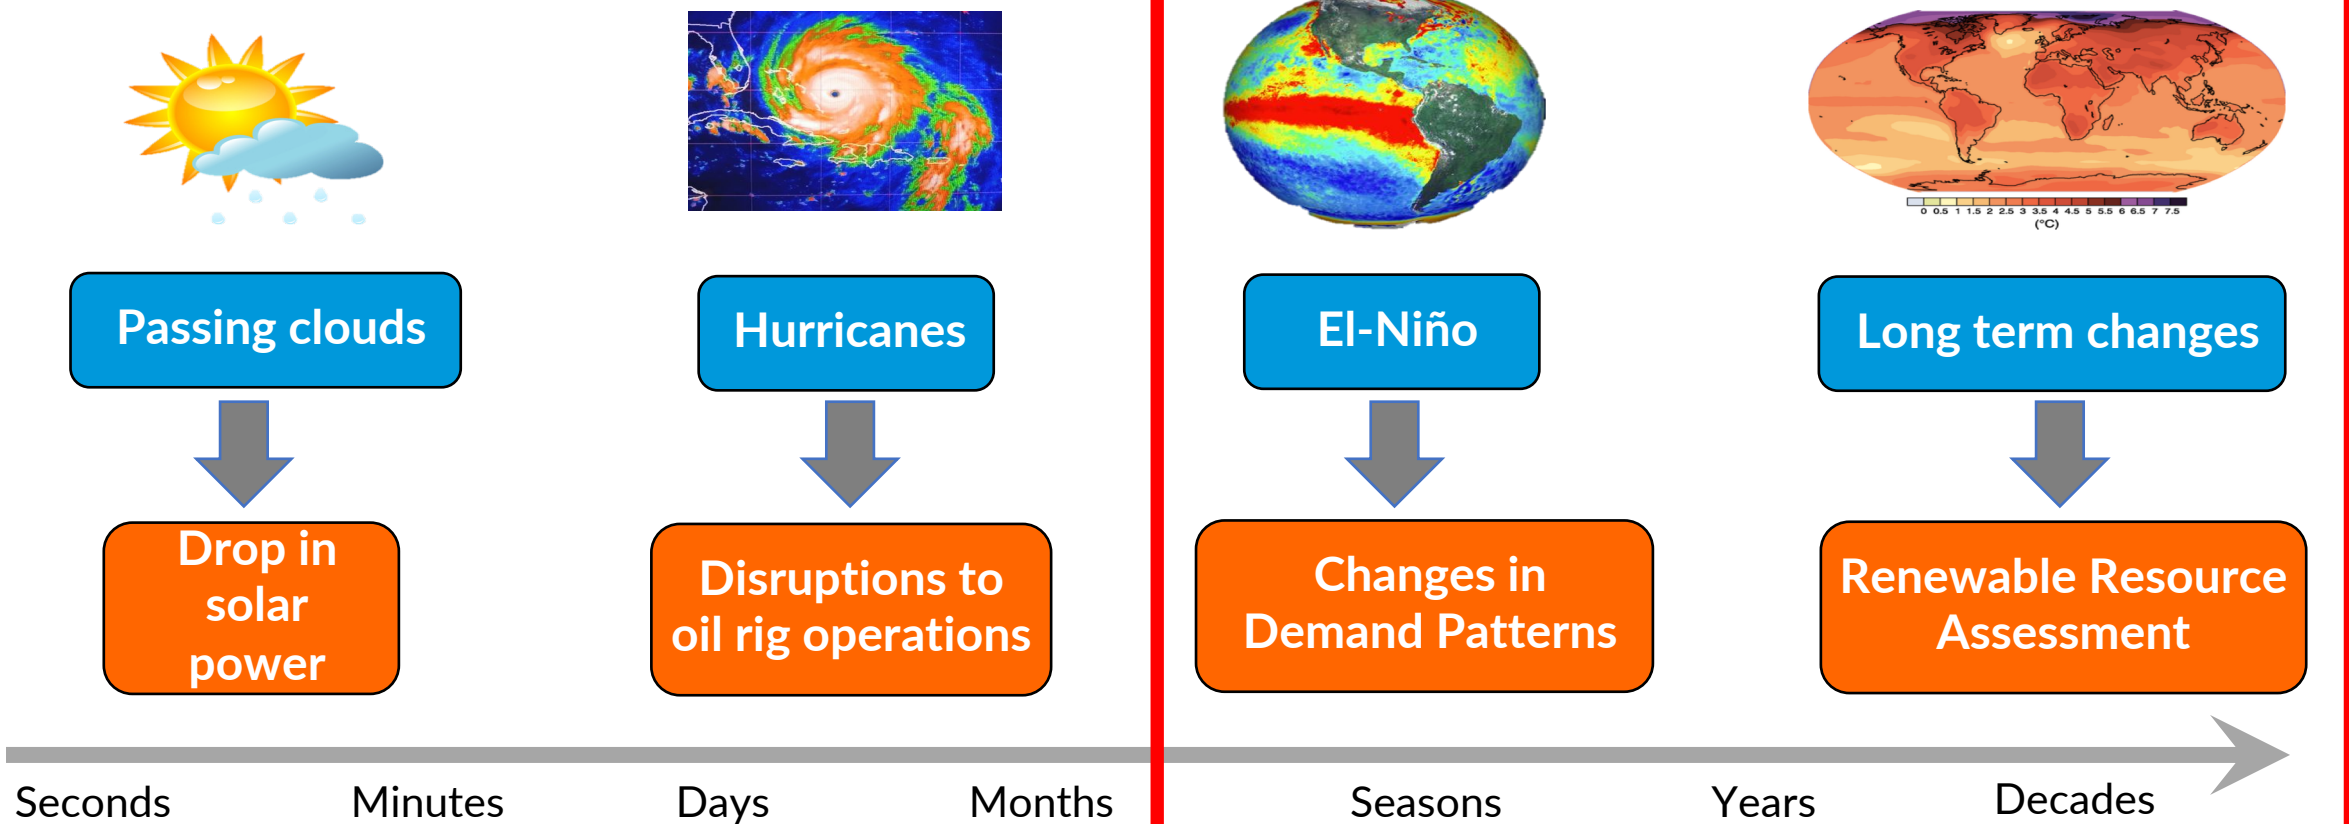 0 0.5 1 1.5 2 2.5 3 3.5 4 4.5 5 5.5 6 6.5 7 7.5
(°C)
Passing clouds
Hurricanes
El-Niño
Long term changes
Drop in
solar
power
Disruptions to
oil rig operations
Changes in
Demand Patterns
Renewable Resource
Assessment
Seconds
Minutes
Days
Months
Seasons
Years
Decades